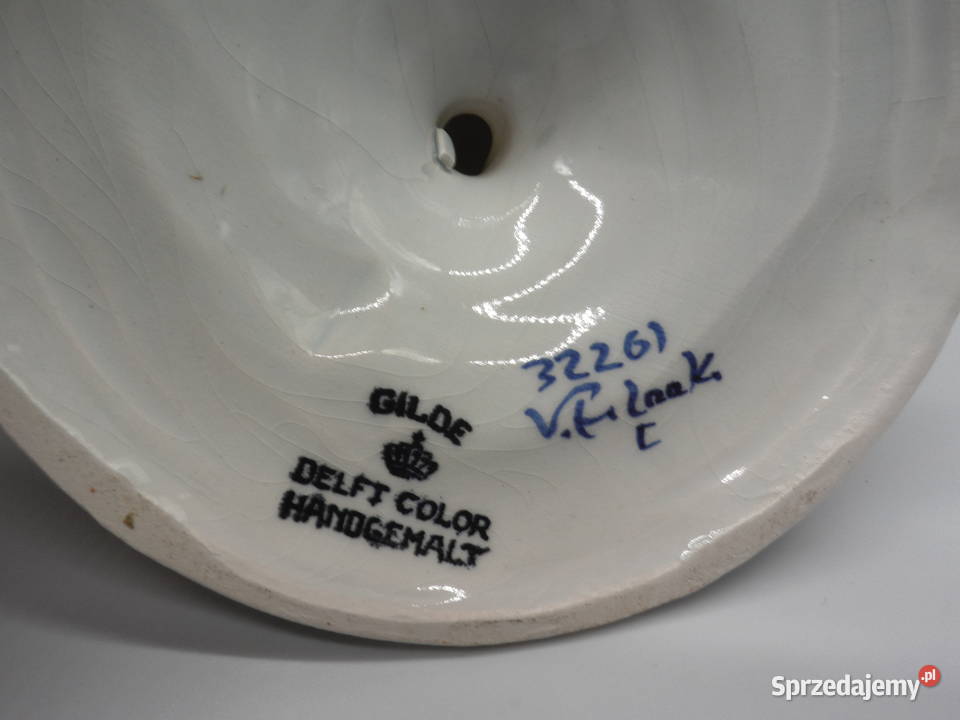 GILDE
DELFT COLOR
HANDGEMALT
32261
Sprzedajemy.pl